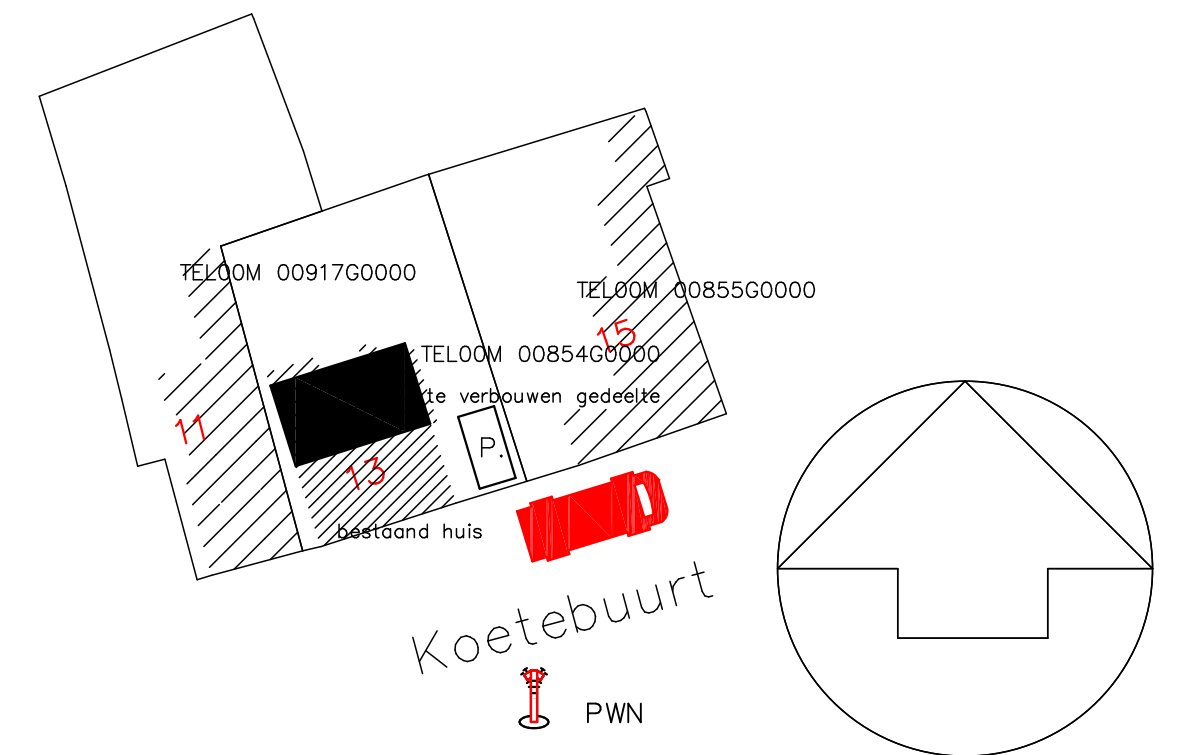 TELOOM 00917G0000
TELOOM 00855G0000
15
TELOOM 00854G0000
te verbouwen gedeelte
11
P.
13
bestaand huis
Koetebuurt
PWN